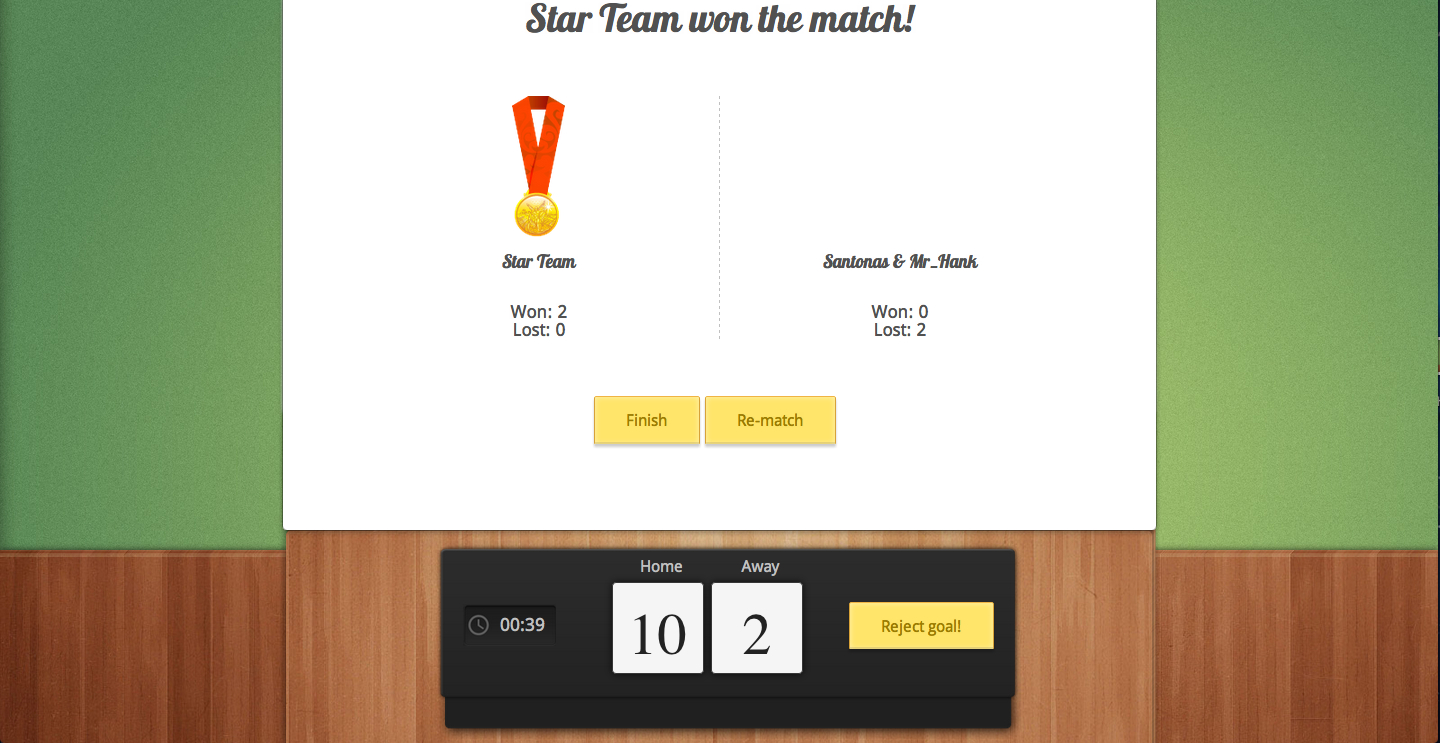 Star Team won the match!
Star Team
Won: 2
Lost: 0
Santonas & Mr_Hank
Won: 0
Lost: 2
Finish
Re-match
Home
Away
00:39
10
2
Reject goal!